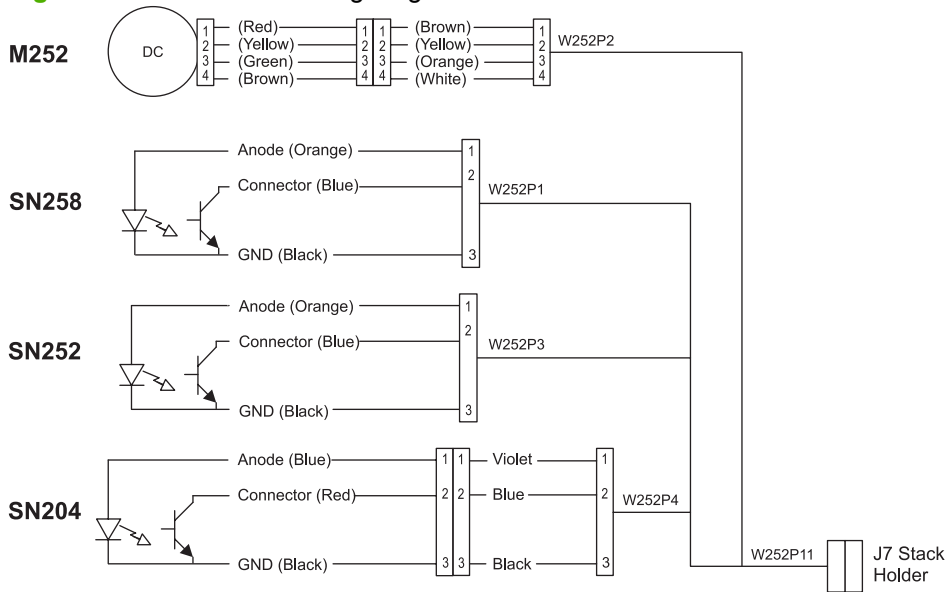 M252
DC
1 (Red) 1 1 (Brown) 1
2 (Yellow) 2 2 (Yellow) 2
3 (Green) 3 3 (Orange) 3
4 (Brown) 4 4 (White) 4
W252P2
SN258
Anode (Orange) 1
Connector (Blue) 2
GND (Black) 3
W252P1
SN252
Anode (Orange) 1
Connector (Blue) 2
GND (Black) 3
W252P3
SN204
Anode (Blue) 1 1 Violet 1
Connector (Red) 2 2 Blue 2
GND (Black) 3 3 Black 3
W252P4
W252P11
J7 Stack
Holder